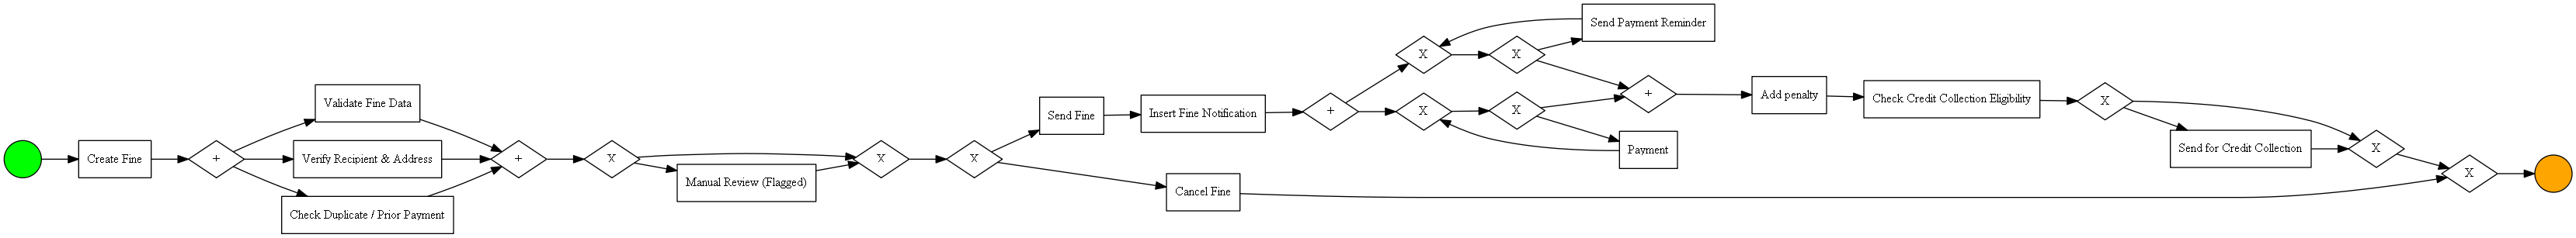 Create Fine
+
Validate Fine Data
Verify Recipient & Address
Check Duplicate / Prior Payment
+
X
Manual Review (Flagged)
X
X
Send Fine
Cancel Fine
Insert Fine Notification
+
X
X
Send Payment Reminder
X
X
Payment
+
Add penalty
Check Credit Collection Eligibility
X
Send for Credit Collection
X
X